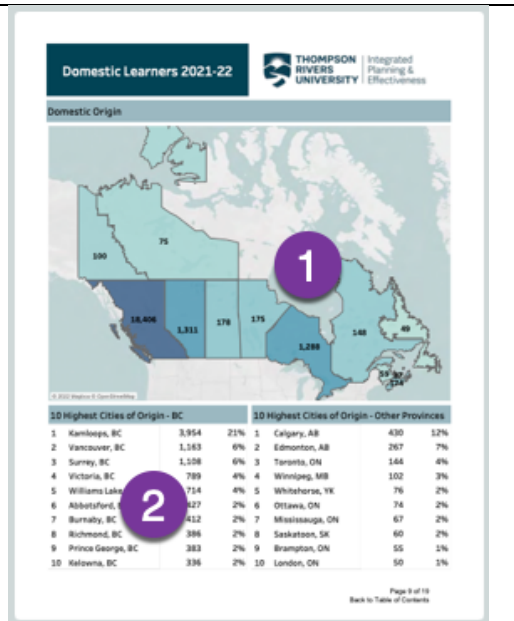 Domestic Learners 2021-22
THOMPSON
RIVERS
UNIVERSITY
Integrated
Planning &
Effectiveness
Domestic Origin
100
75
1
18,406
1,311
178
175
1,288
148
49
© 2022 Mapbox © OpenStreetMap
10 Highest Cities of Origin - BC
1 Kamloops, BC 3,954 21%
2 Vancouver, BC 1,163 6%
3 Surrey, BC 1,108 6%
4 Victoria, BC 789 4%
5 Williams Lake 714 4%
6 Abbotsford, 427 2%
7 Burnaby, BC 412 2%
8 Richmond, BC 386 2%
9 Prince George, BC 383 2%
10 Kelowna, BC 336 2%
2
10 Highest Cities of Origin - Other Provinces
1 Calgary, AB 430 12%
2 Edmonton, AB 267 7%
3 Toronto, ON 144 4%
4 Winnipeg, MB 102 3%
5 Whitehorse, YK 76 2%
6 Ottawa, ON 74 2%
7 Mississauga, ON 67 2%
8 Saskatoon, SK 60 2%
9 Brampton, ON 55 1%
10 London, ON 50 1%
Page 9 of 19
Back to Table of Contents